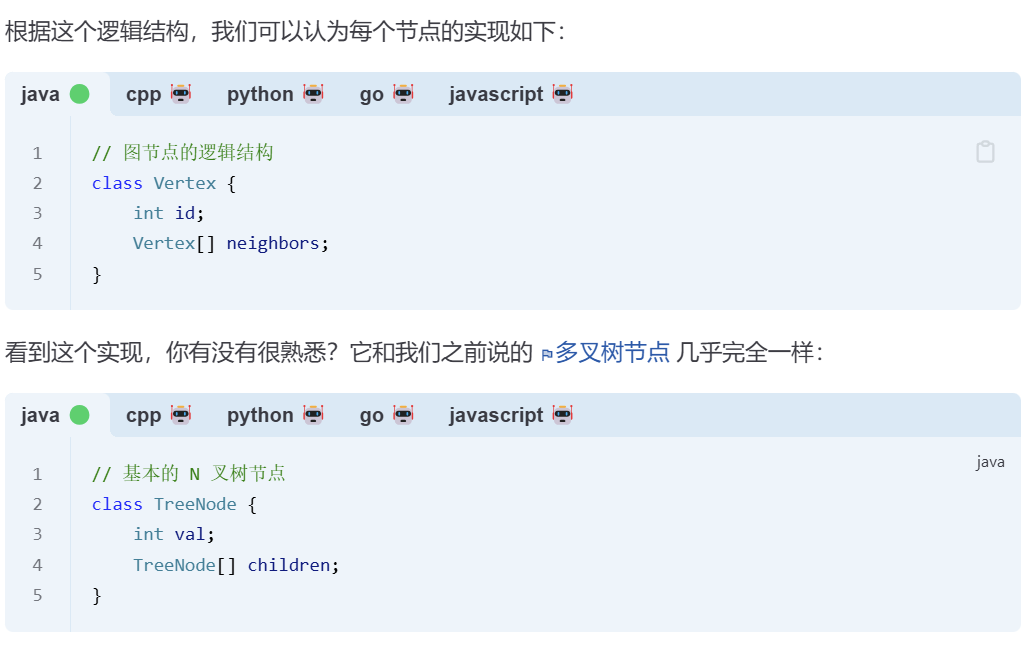 根据这个逻辑结构，我们可以认为每个节点的实现如下：
java cpp python go javascript
1 // 图节点的逻辑结构
2 class Vertex {
3     int id;
4     Vertex[] neighbors;
5 }
看到这个实现，你有没有很熟悉？它和我们之前说的 多叉树节点 几乎完全一样：
java cpp python go javascript
java
1 // 基本的 N 叉树节点
2 class TreeNode {
3     int val;
4     TreeNode[] children;
5 }